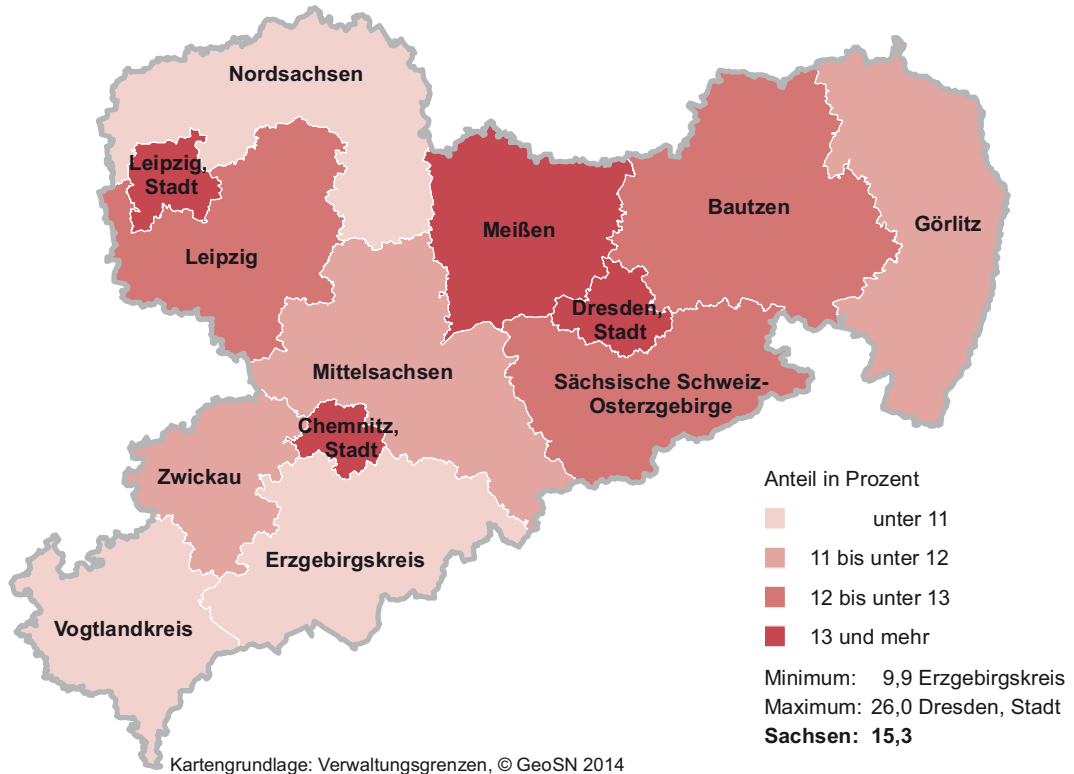 Nordsachsen
Leipzig,
Stadt
Leipzig
Meißen
Bautzen
Görlitz
Dresden,
Stadt
Mittelsachsen
Sächsische Schweiz-
Osterzgebirge
Chemnitz,
Stadt
Zwickau
Erzgebirgskreis
Vogtlandkreis
Anteil in Prozent
unter 11
11 bis unter 12
12 bis unter 13
13 und mehr
Minimum: 9,9 Erzgebirgskreis
Maximum: 26,0 Dresden, Stadt
Sachsen: 15,3
Kartengrundlage: Verwaltungsgrenzen, © GeoSN 2014